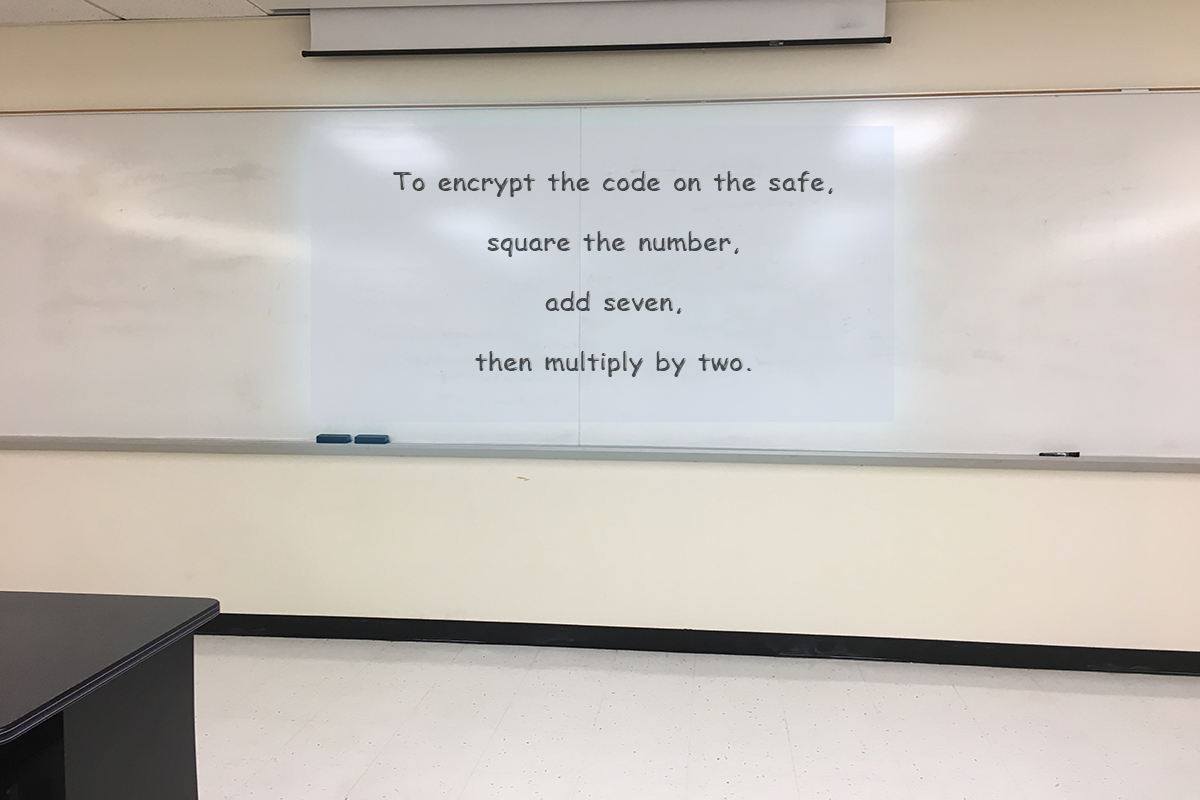 To encrypt the code on the safe,
square the number,
add seven,
then multiply by two.